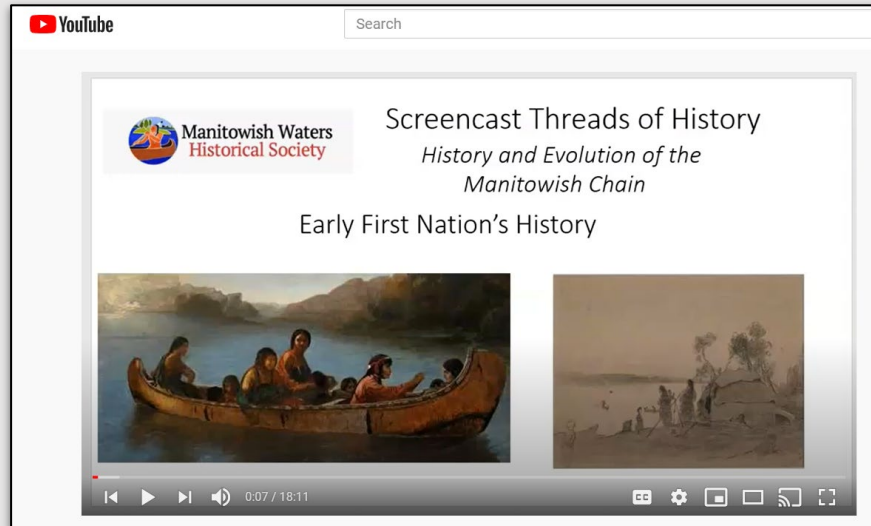 YouTube
Search
Manitowish Waters
Historical Society
Screencast Threads of History
History and Evolution of the
Manitowish Chain
Early First Nation's History
0:07 / 18:11
CC